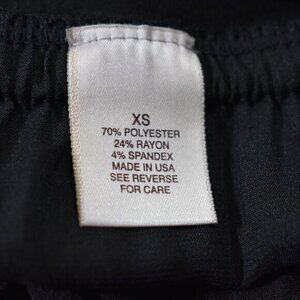 XS
70% POLYESTER
24% RAYON
4% SPANDEX
MADE IN USA
SEE REVERSE
FOR CARE